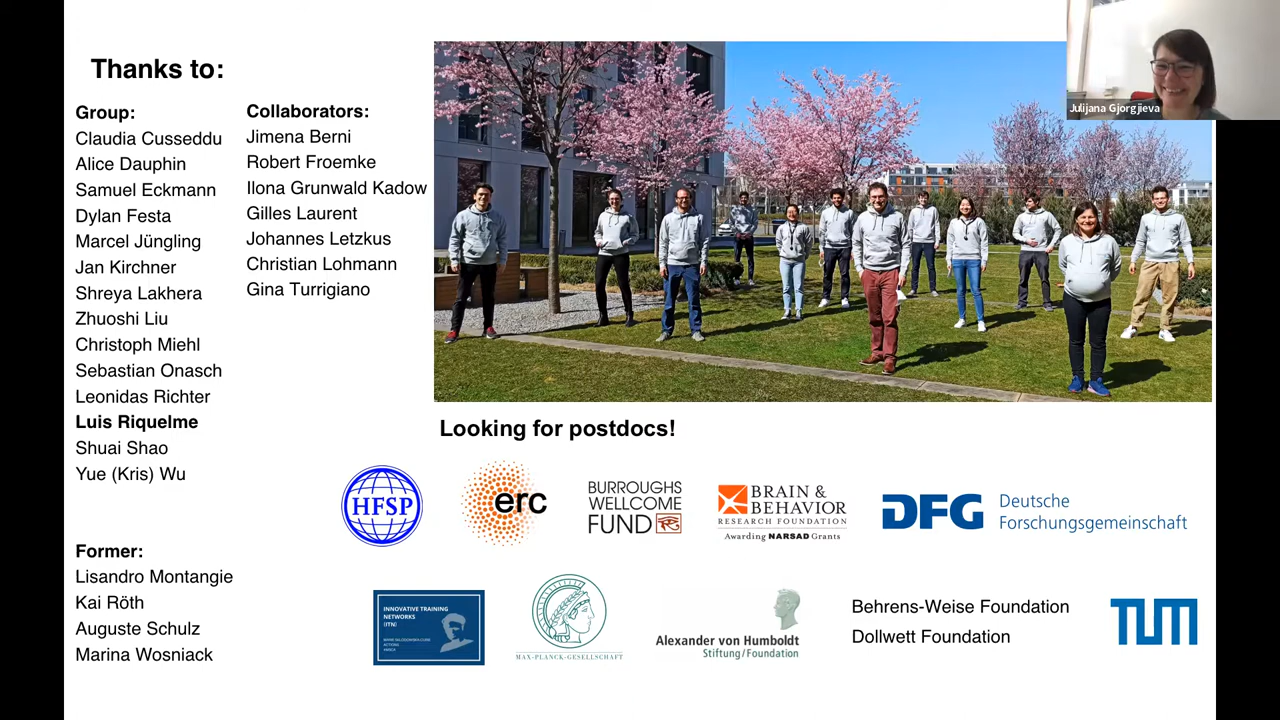 Thanks to:
Group:
Claudia Cusseddu
Alice Dauphin
Samuel Eckmann
Dylan Festa
Marcel Jüngling
Jan Kirchner
Shreya Lakhera
Zhuoshi Liu
Christoph Miehl
Sebastian Onasch
Leonidas Richter
Luis Riquelme
Shuai Shao
Yue (Kris) Wu
Former:
Lisandro Montangie
Kai Röth
Auguste Schulz
Marina Wosniack
Collaborators:
Jimena Berni
Robert Froemke
Ilona Grunwald Kadow
Gilles Laurent
Johannes Letzkus
Christian Lohmann
Gina Turrigiano
Julijana Gjorgjieva
Looking for postdocs!
HFSP
erc
BURROUGHS
WELLCOME
FUND
BRAIN &
BEHAVIOR
RESEARCH FOUNDATION
Awarding NARSAD Grants
DFG
Deutsche
Forschungsgemeinschaft
INNOVATIVE TRAINING
NETWORKS
(ITN)
MAX-PLANCK-GESELLSCHAFT
Alexander von Humboldt
Stiftung/Foundation
Behrens-Weise Foundation
Dollwett Foundation
TUM